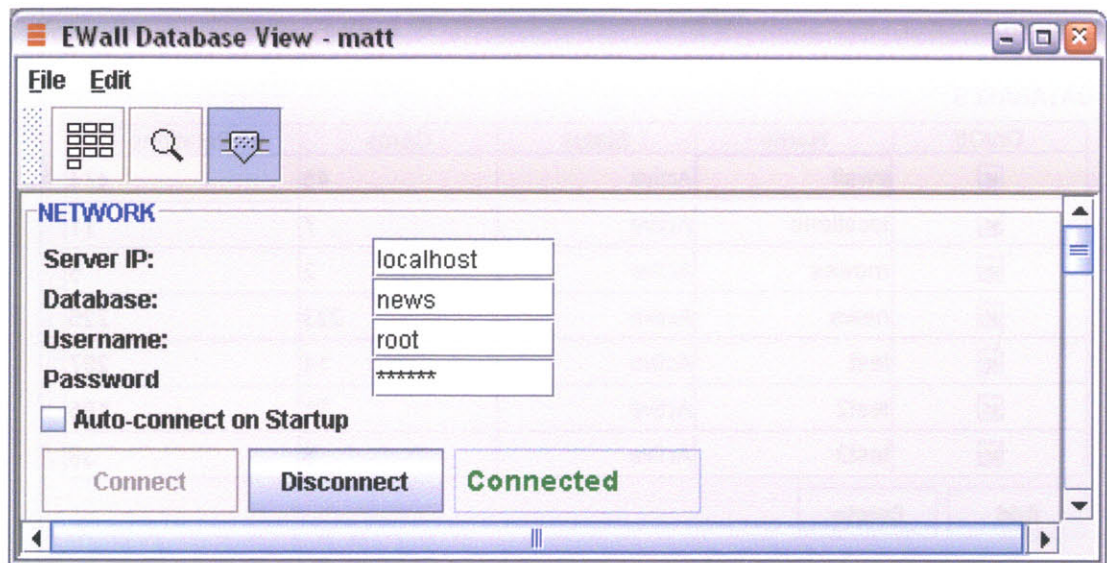 EWall Database View - matt
File Edit
NETWORK
Server IP: localhost
Database: news
Username: root
Password ******
Auto-connect on Startup
Connect Disconnect Connected